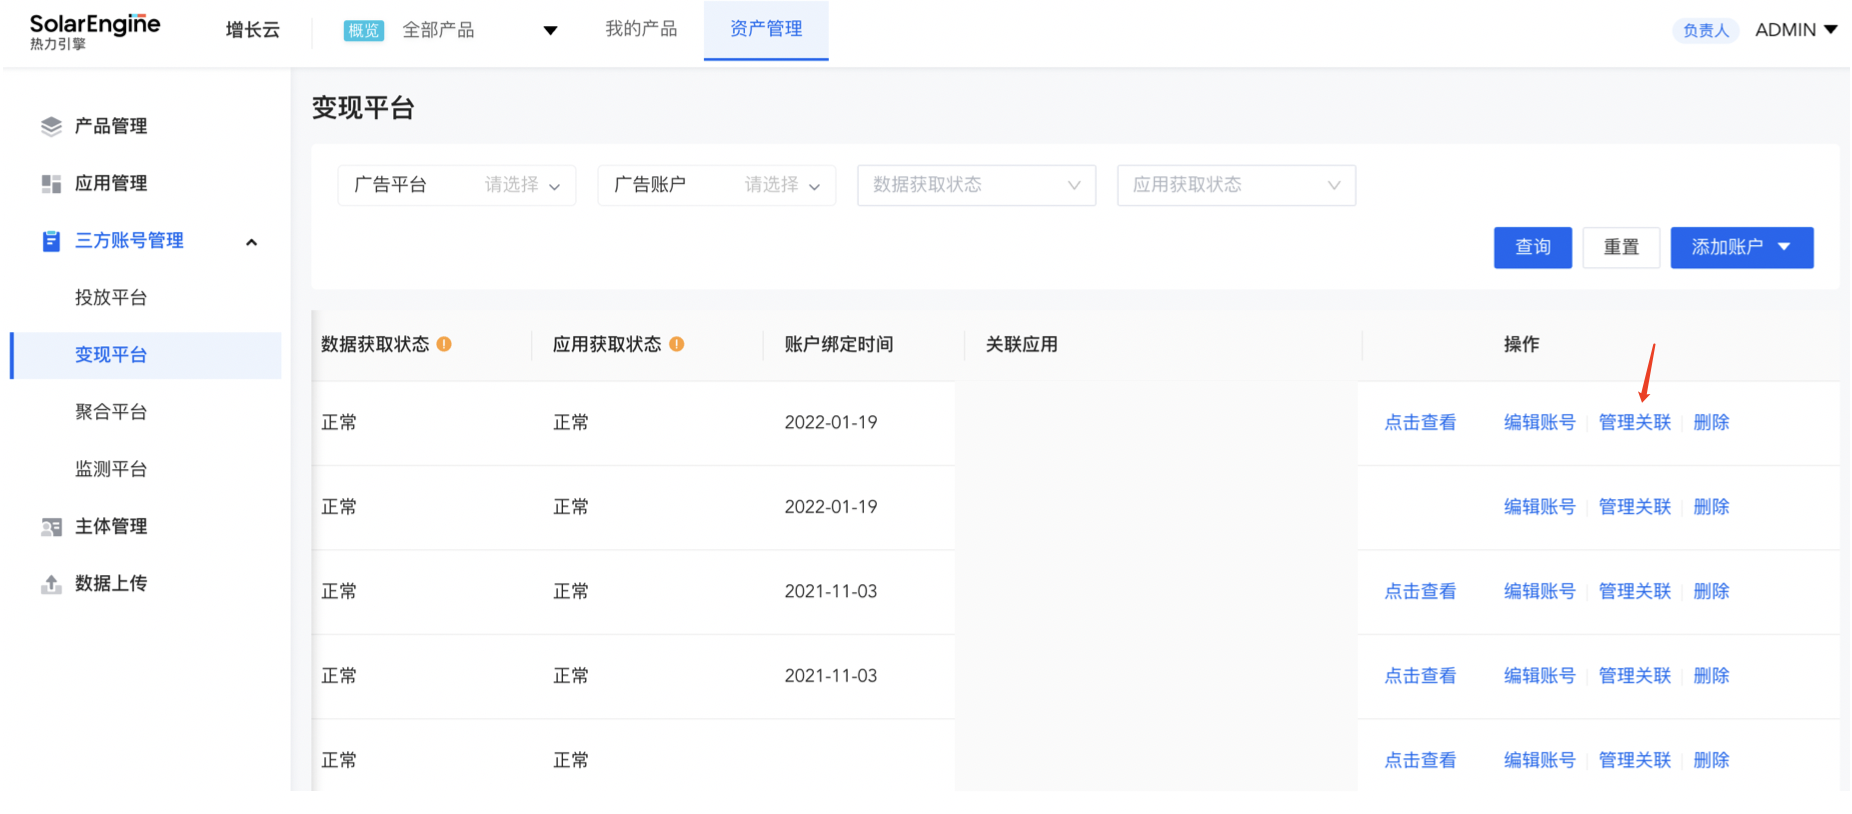 SolarEngine
热力引擎
增长云
概览 全部产品
我的产品
资产管理
负责人 ADMIN
产品管理
应用管理
三方账号管理
投放平台
变现平台
聚合平台
监测平台
主体管理
数据上传
变现平台
广告平台 请选择
广告账户 请选择
数据获取状态
应用获取状态
查询 重置 添加账户
数据获取状态 应用获取状态 账户绑定时间 关联应用 操作
正常 正常 2022-01-19 点击查看 编辑账号 管理关联 删除
正常 正常 2022-01-19 编辑账号 管理关联 删除
正常 正常 2021-11-03 点击查看 编辑账号 管理关联 删除
正常 正常 2021-11-03 点击查看 编辑账号 管理关联 删除
正常 正常 点击查看 编辑账号 管理关联 删除